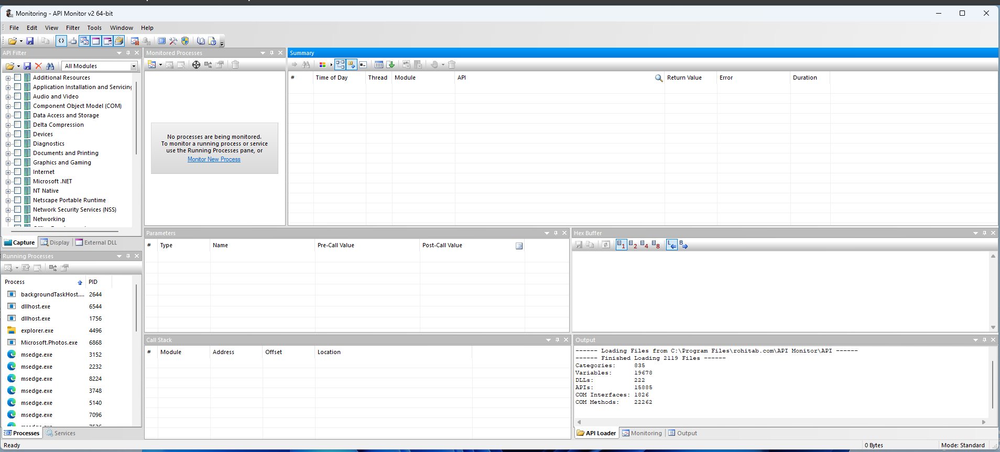 Monitoring - API Monitor v2 64-bit
File Edit View Filter Tools Window Help
API Filter
All Modules
Additional Resources
Application Installation and Servicing
Audio and Video
Component Object Model (COM)
Data Access and Storage
Delta Compression
Devices
Diagnostics
Documents and Printing
Graphics and Gaming
Internet
Microsoft .NET
NT Native
Netscape Portable Runtime
Network Security Services (NSS)
Networking
Capture Display External DLL
Running Processes
Process PID
backgroundTaskHost.... 2644
dllhost.exe 6544
dllhost.exe 1756
explorer.exe 4496
Microsoft.Photos.exe 6868
msedge.exe 3152
msedge.exe 2232
msedge.exe 8224
msedge.exe 3748
msedge.exe 5140
msedge.exe 7096
Processes Services
Monitored Processes
No processes are being monitored.
To monitor a running process or service
use the Running Processes pane, or
Monitor New Process
Summary
# Time of Day Thread Module API Return Value Error Duration
Parameters
# Type Name Pre-Call Value Post-Call Value
Hex Buffer
1 2 4 8 L B
Call Stack
# Module Address Offset Location
Output
------ Loading Files from C:\Program Files\rohitab.com\API Monitor\API ------
------ Finished Loading 2119 Files ------
Categories: 835
Variables: 19678
DLLs: 222
APIs: 15885
COM Interfaces: 1826
COM Methods: 22262
API Loader Monitoring Output
Ready 0 Bytes Mode: Standard